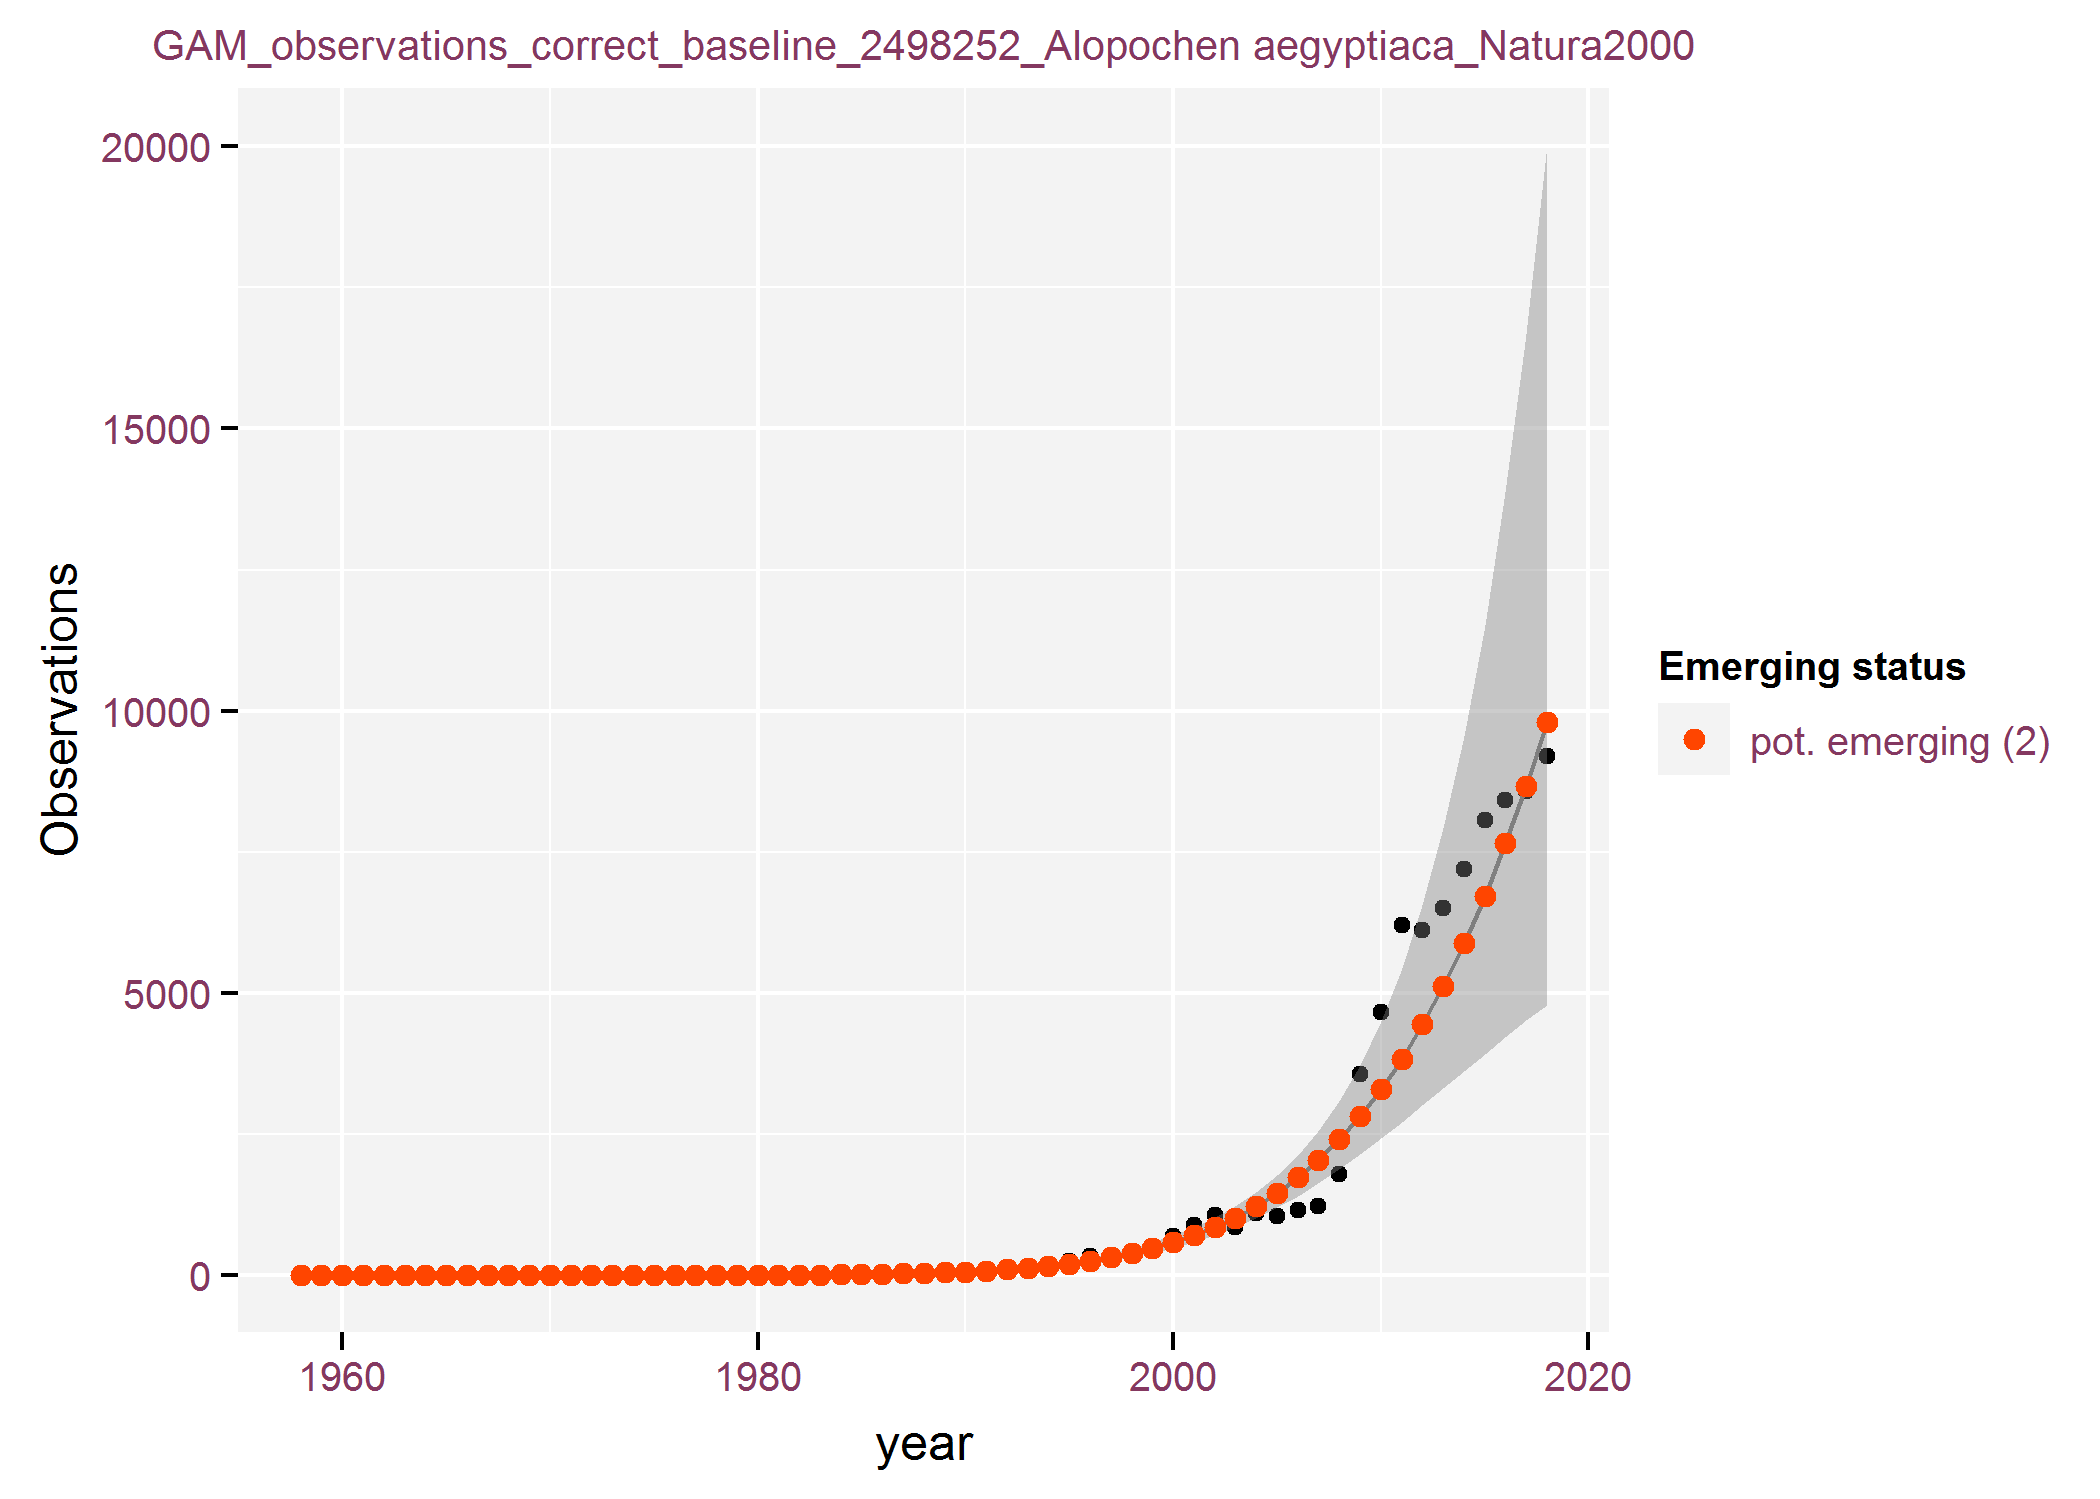 GAM_observations_correct_baseline_2498252_Alopochen aegyptiaca_Natura2000
20000
15000
10000
5000
0
Observations
1960
1980
2000
2020
year
Emerging status
pot. emerging (2)